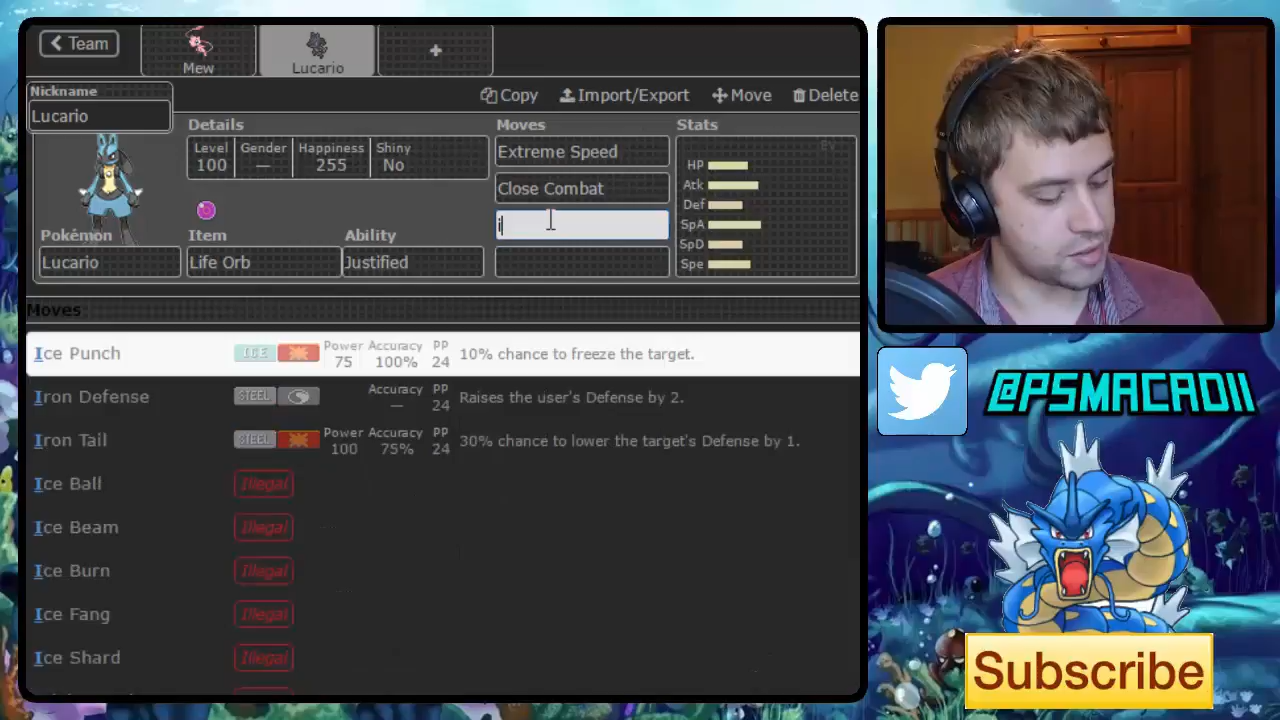 Team
Mew
Lucario
+
Nickname
Lucario
Copy
Import/Export
Move
Delete
Details
Moves
Stats
Level
100
Gender
—
Happiness
255
Shiny
No
Extreme Speed
Close Combat
i
HP
Atk
Def
SpA
SpD
Spe
EV
Pokémon
Lucario
Item
Life Orb
Ability
Justified
Moves
Ice Punch ICE Power 75 Accuracy 100% PP 24 10% chance to freeze the target.
Iron Defense STEEL Accuracy — PP 24 Raises the user's Defense by 2.
Iron Tail STEEL Power 100 Accuracy 75% PP 24 30% chance to lower the target's Defense by 1.
Ice Ball Illegal
Ice Beam Illegal
Ice Burn Illegal
Ice Fang Illegal
Ice Shard Illegal
@PSMACAO11
Subscribe